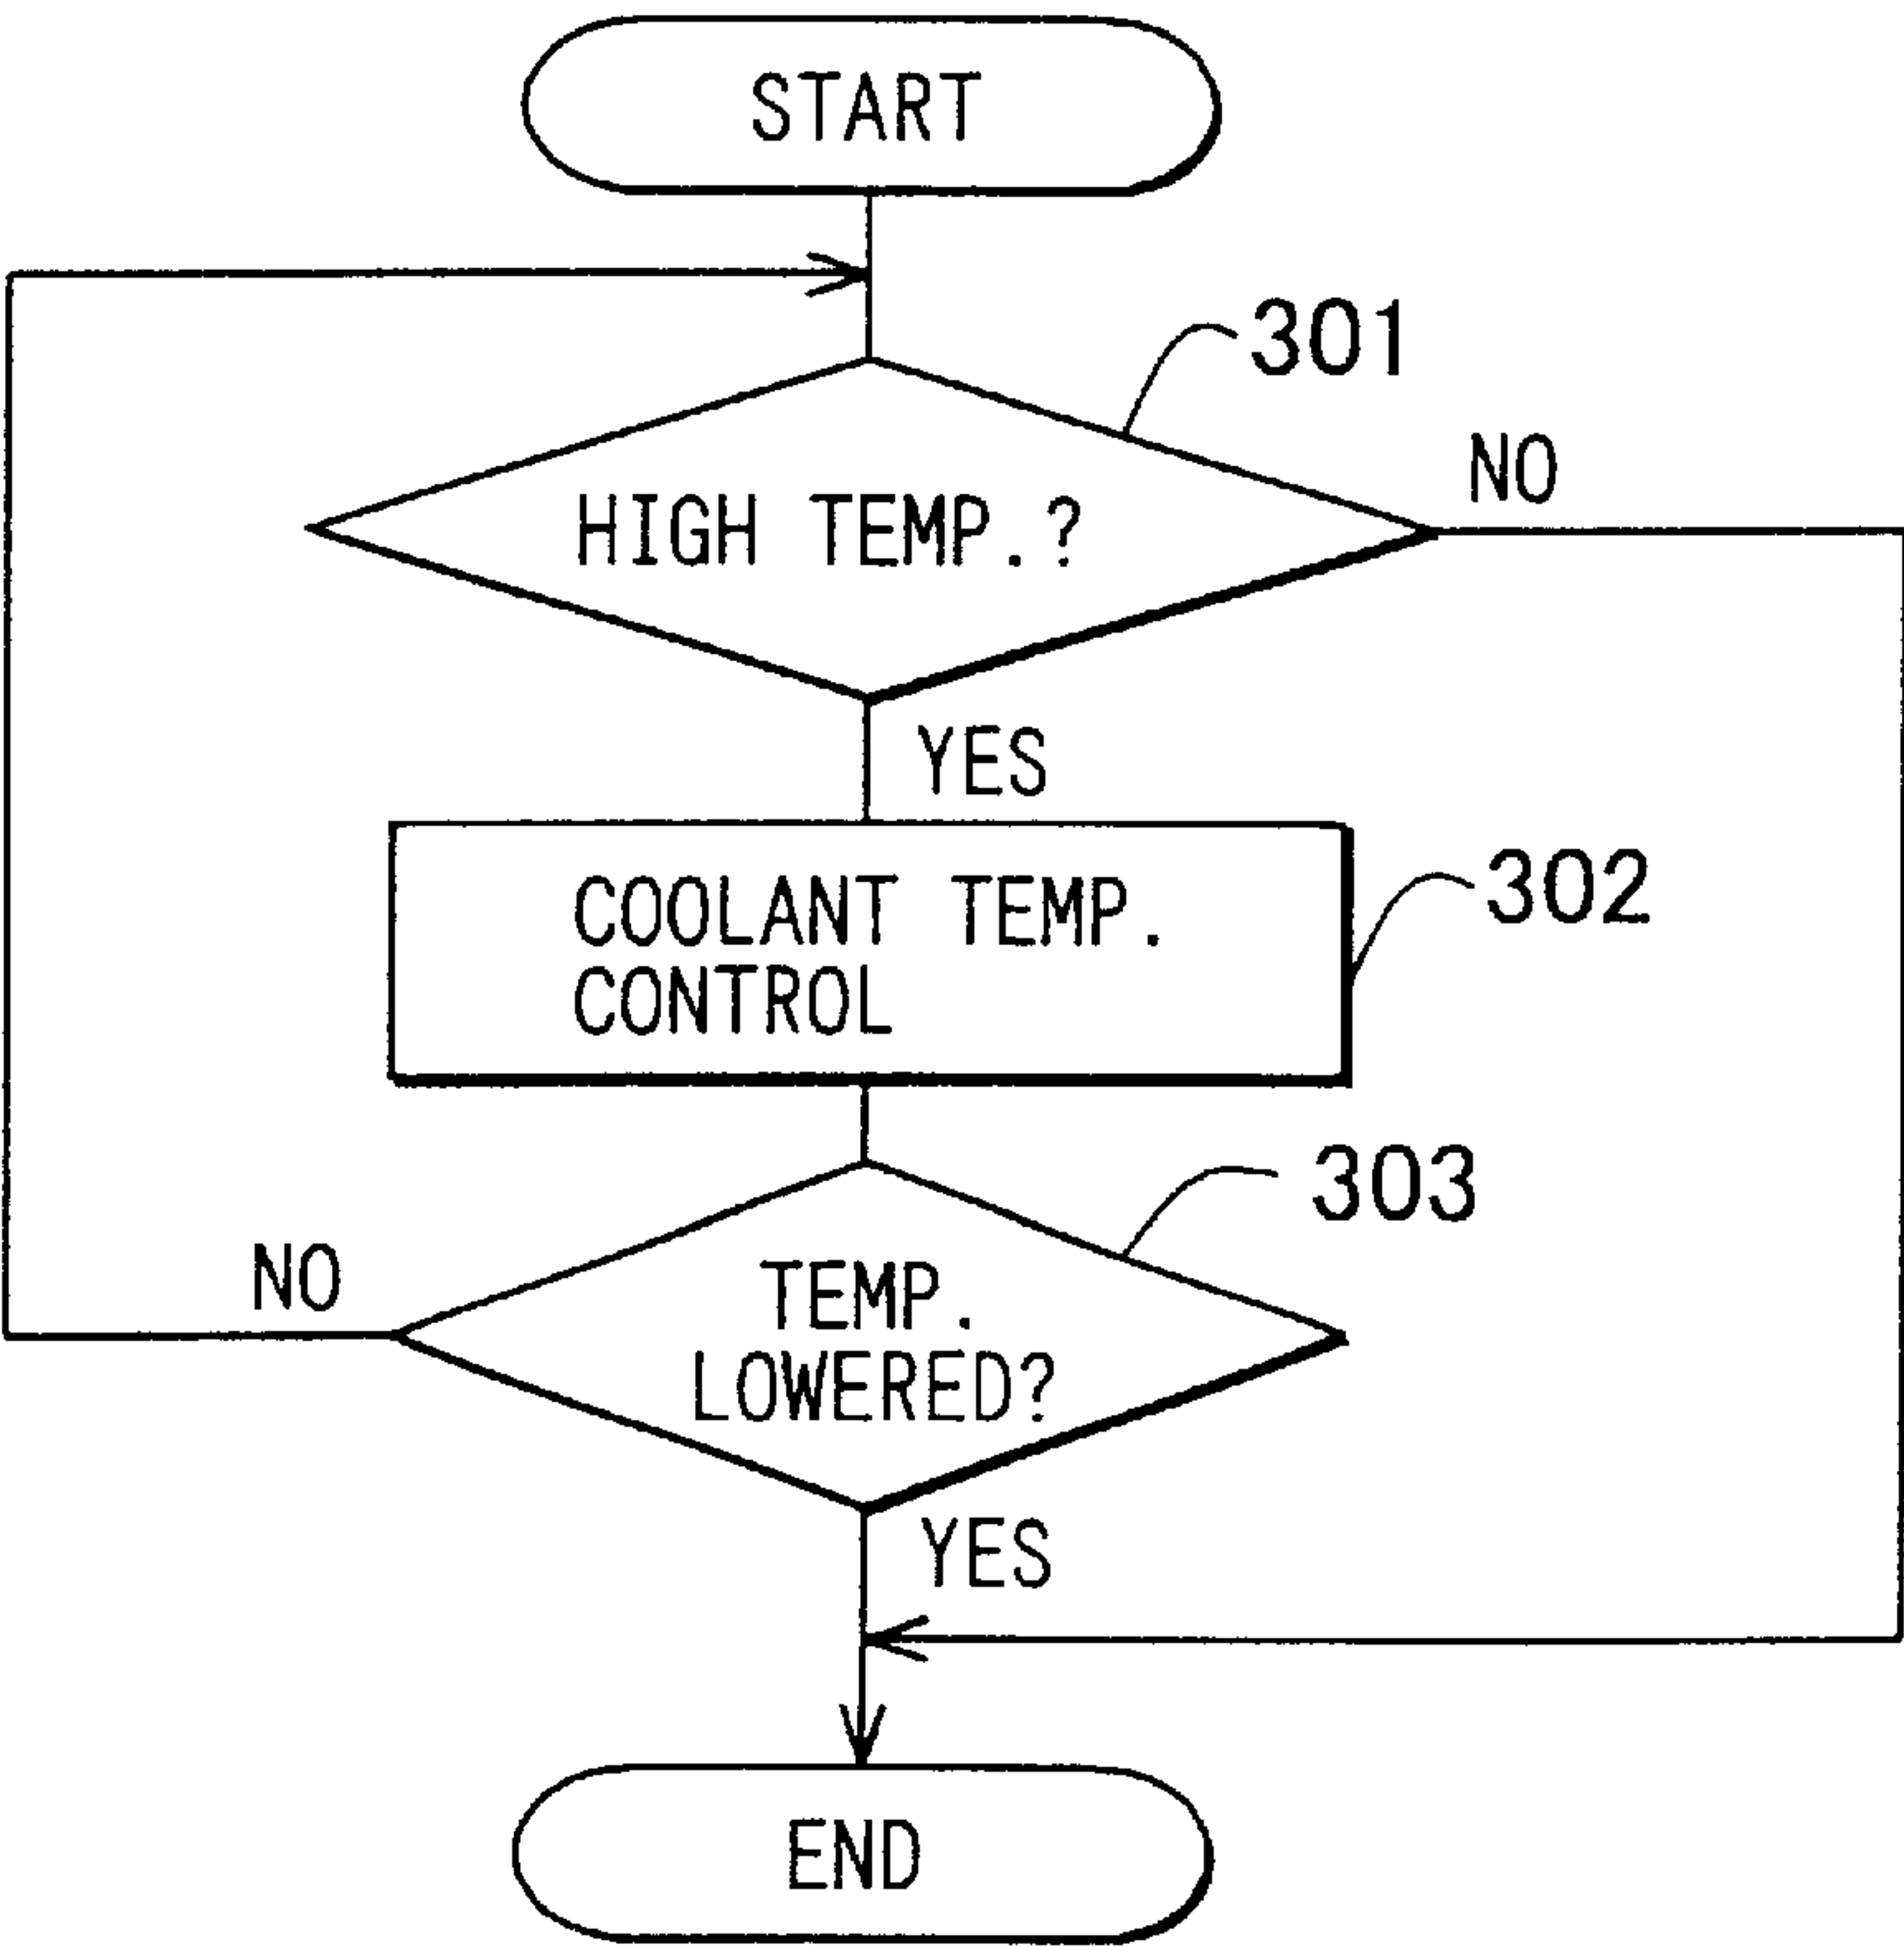 START
301
NO
HIGH TEMP.?
YES
COOLANT TEMP.
CONTROL
302
303
NO
TEMP.
LOWERED?
YES
END